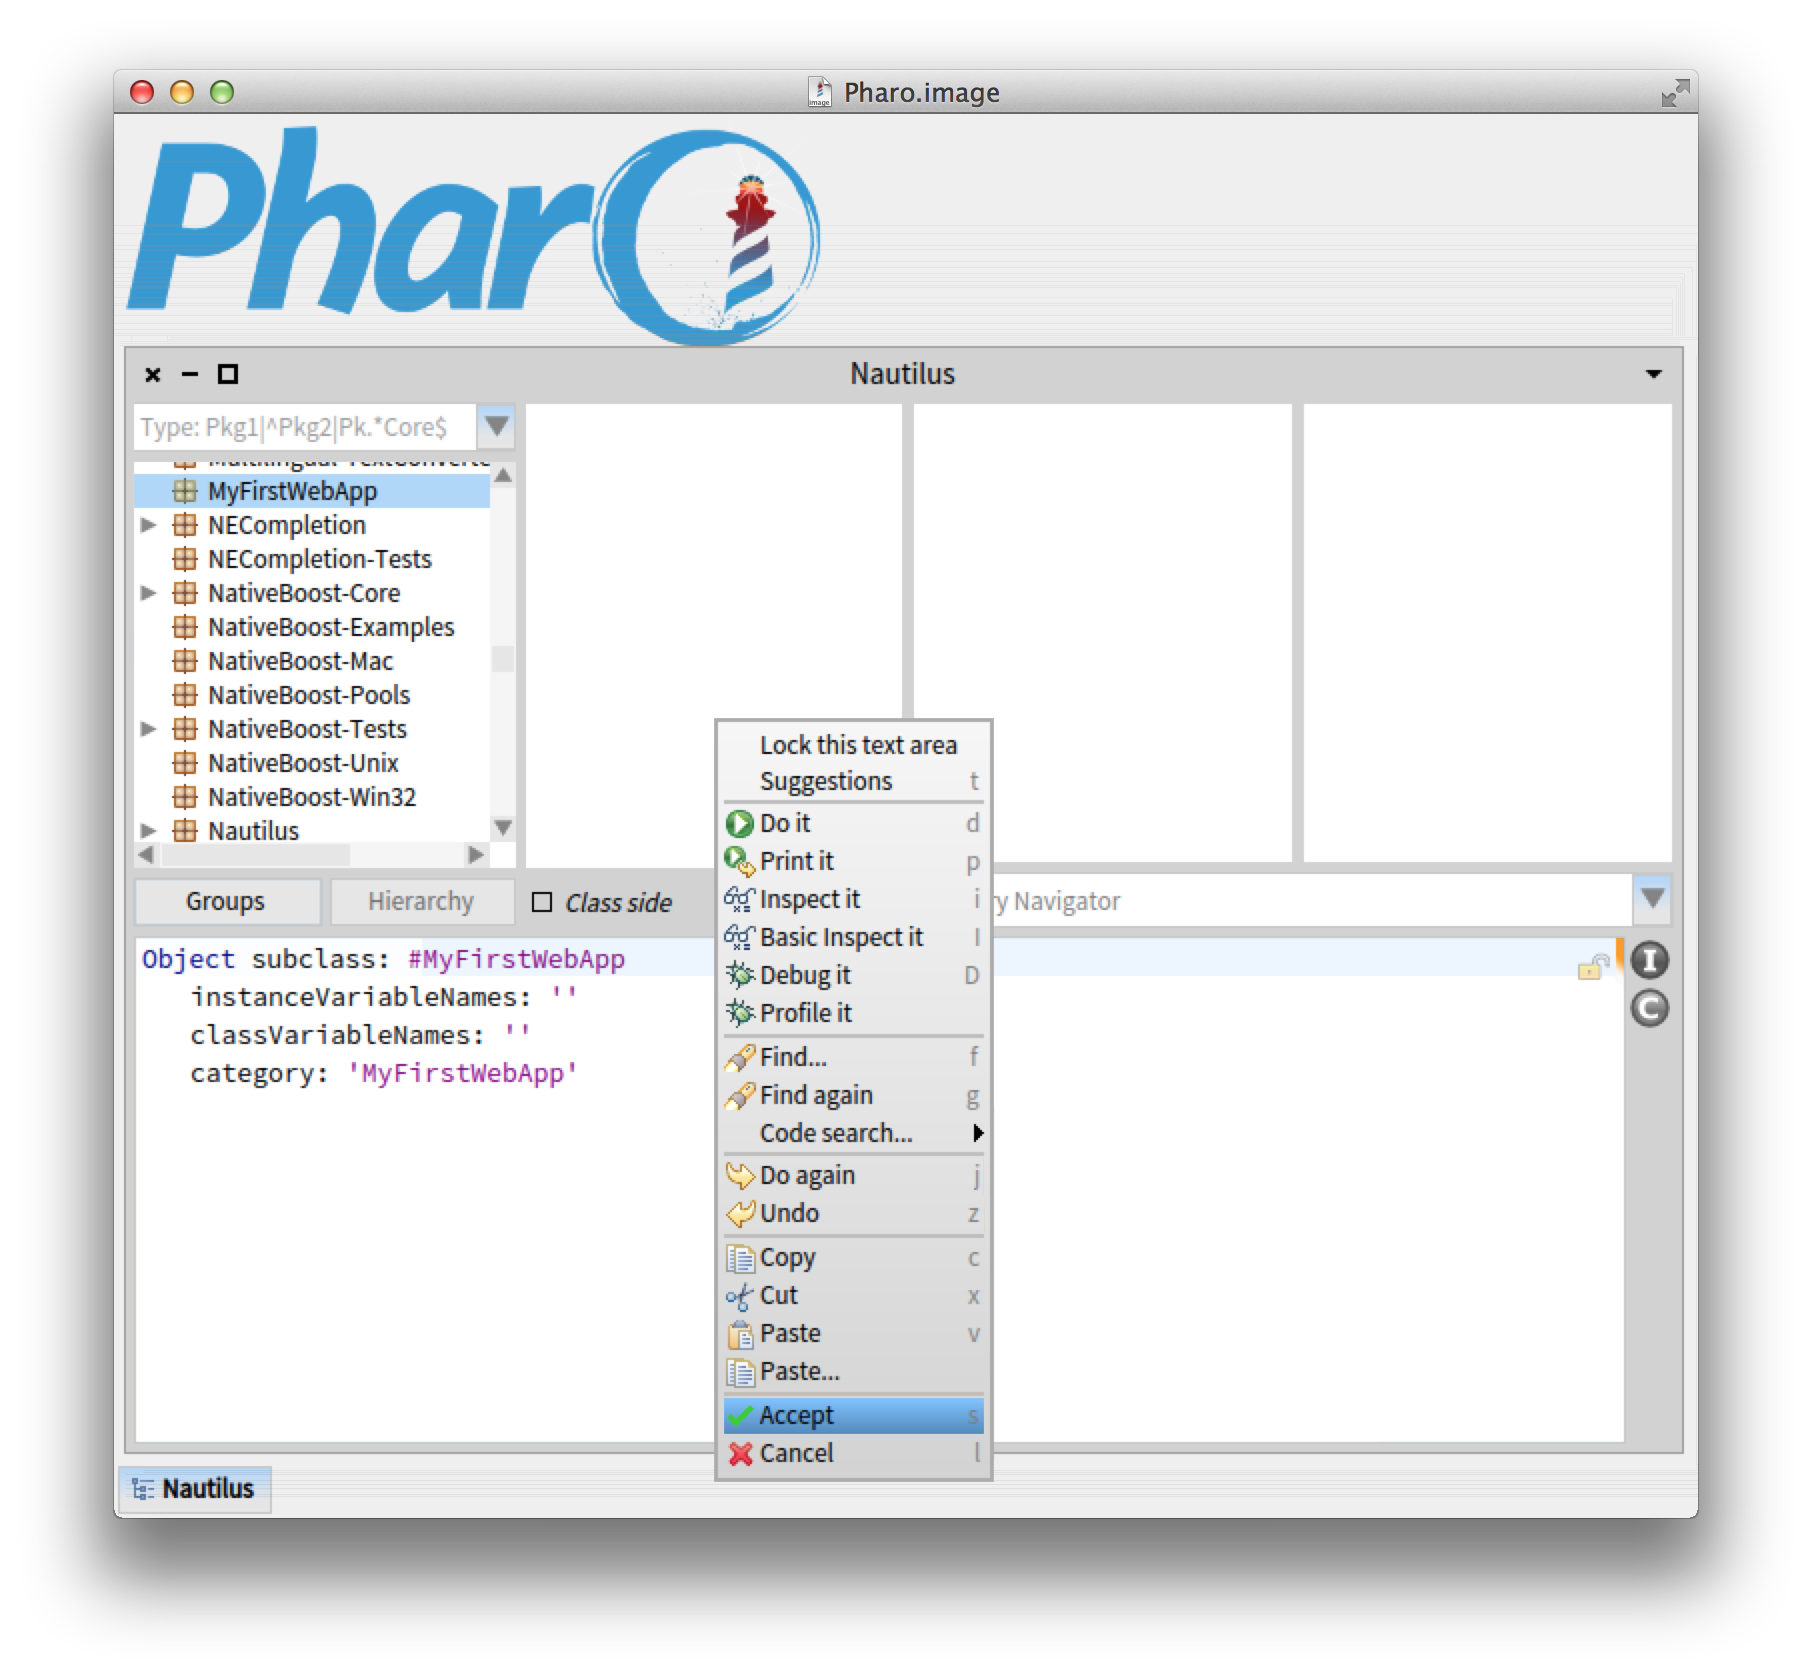 Pharo.image
Pharo
Nautilus
Type: Pkg1|^Pkg2|Pk.*Core$
MyFirstWebApp
NECompletion
NECompletion-Tests
NativeBoost-Core
NativeBoost-Examples
NativeBoost-Mac
NativeBoost-Pools
NativeBoost-Tests
NativeBoost-Unix
NativeBoost-Win32
Nautilus
Groups
Hierarchy
Class side
ry Navigator
Object subclass: #MyFirstWebApp
instanceVariableNames: ''
classVariableNames: ''
category: 'MyFirstWebApp'
I
C
Lock this text area
Suggestions t
Do it d
Print it p
Inspect it i
Basic Inspect it I
Debug it D
Profile it
Find... f
Find again g
Code search...
Do again j
Undo z
Copy c
Cut x
Paste v
Paste...
Accept s
Cancel l
Nautilus